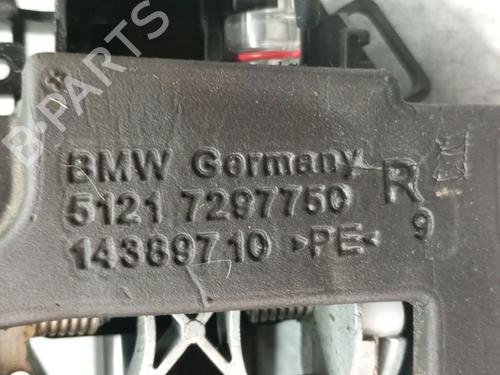 BMW Germany
5121 7297750 R
14389710 >PE< 9
B-PARTS